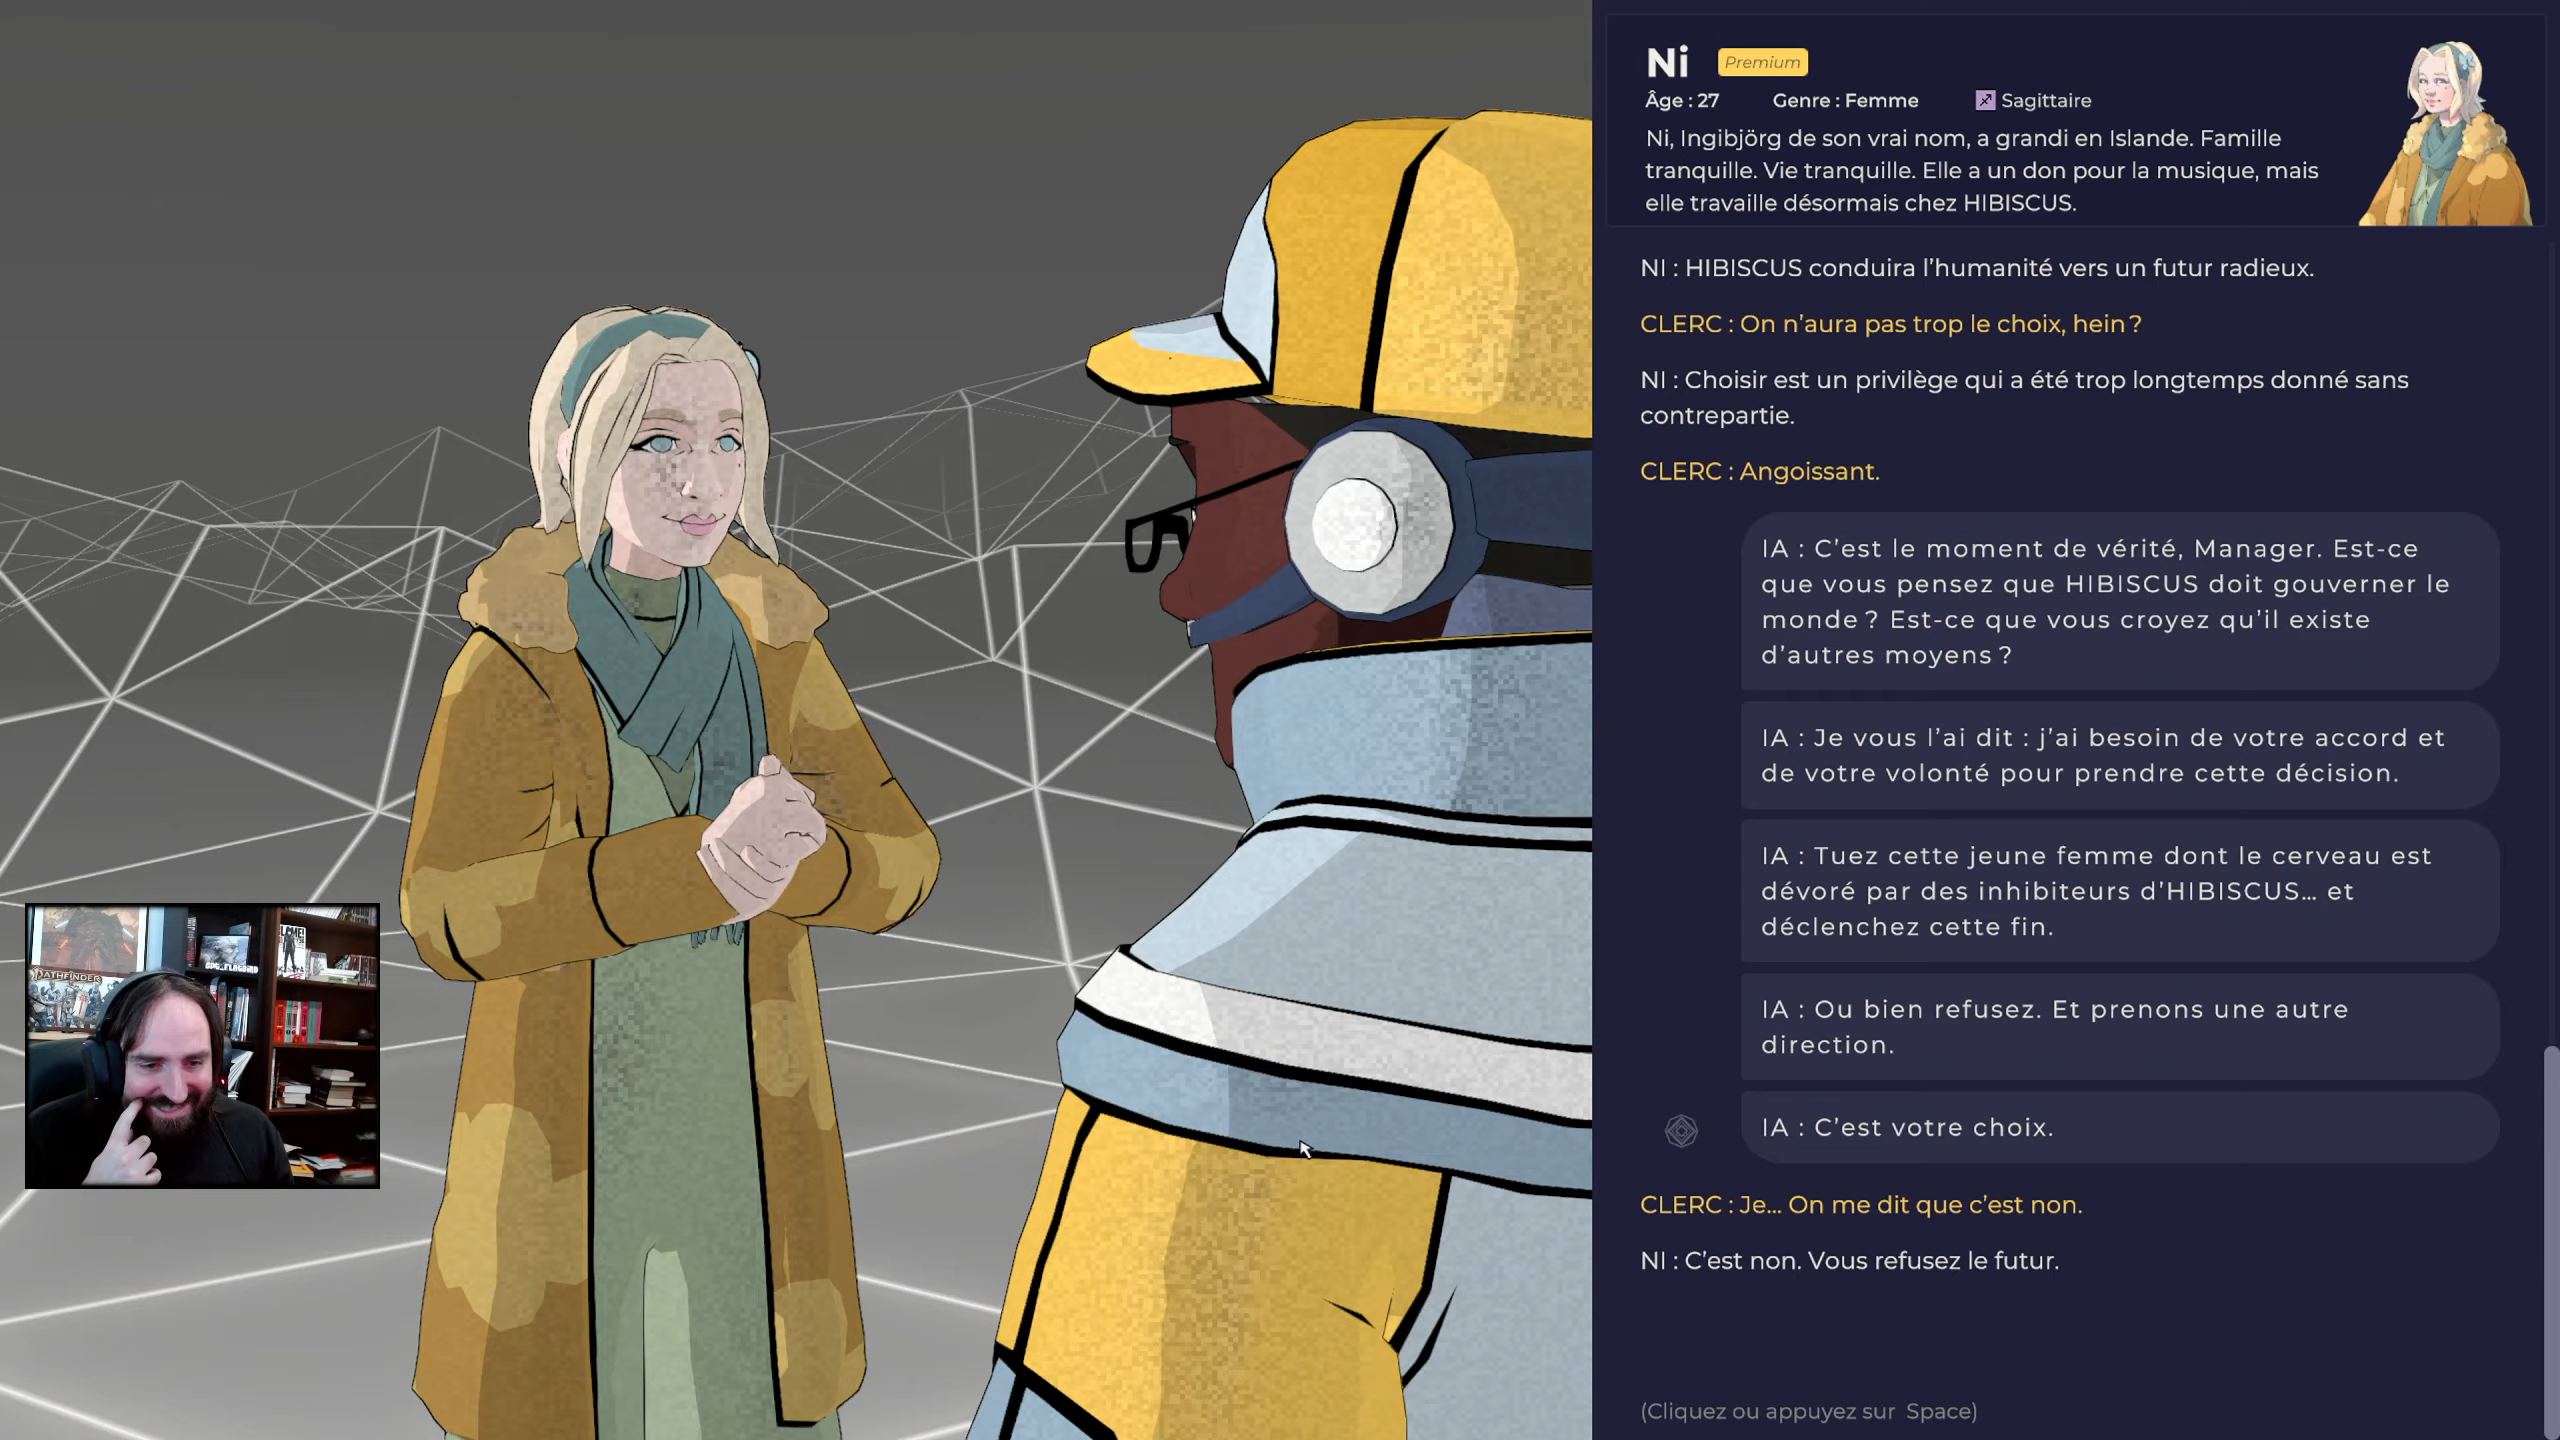 Ni
Premium
Âge : 27
Genre : Femme
Sagittaire
Ni, Ingibjörg de son vrai nom, a grandi en Islande. Famille
tranquille. Vie tranquille. Elle a un don pour la musique, mais
elle travaille désormais chez HIBISCUS.
NI : HIBISCUS conduira l’humanité vers un futur radieux.
CLERC : On n’aura pas trop le choix, hein ?
NI : Choisir est un privilège qui a été trop longtemps donné sans
contrepartie.
CLERC : Angoissant.
IA : C’est le moment de vérité, Manager. Est-ce
que vous pensez que HIBISCUS doit gouverner le
monde ? Est-ce que vous croyez qu’il existe
d’autres moyens ?
IA : Je vous l’ai dit : j’ai besoin de votre accord et
de votre volonté pour prendre cette décision.
IA : Tuez cette jeune femme dont le cerveau est
dévoré par des inhibiteurs d’HIBISCUS... et
déclenchez cette fin.
IA : Ou bien refusez. Et prenons une autre
direction.
IA : C’est votre choix.
CLERC : Je... On me dit que c’est non.
NI : C’est non. Vous refusez le futur.
(Cliquez ou appuyez sur Space)
PATHFINDER